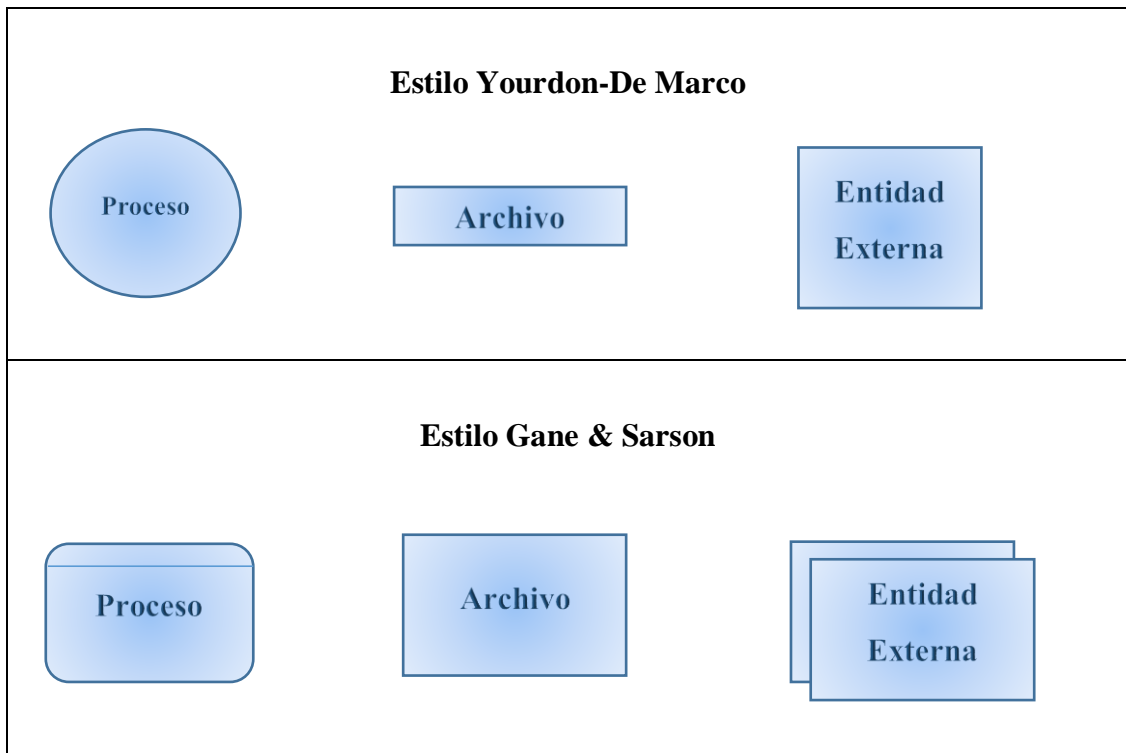 Estilo Yourdon-De Marco
Proceso
Archivo
Entidad
Externa
Estilo Gane & Sarson
Proceso
Archivo
Entidad
Externa